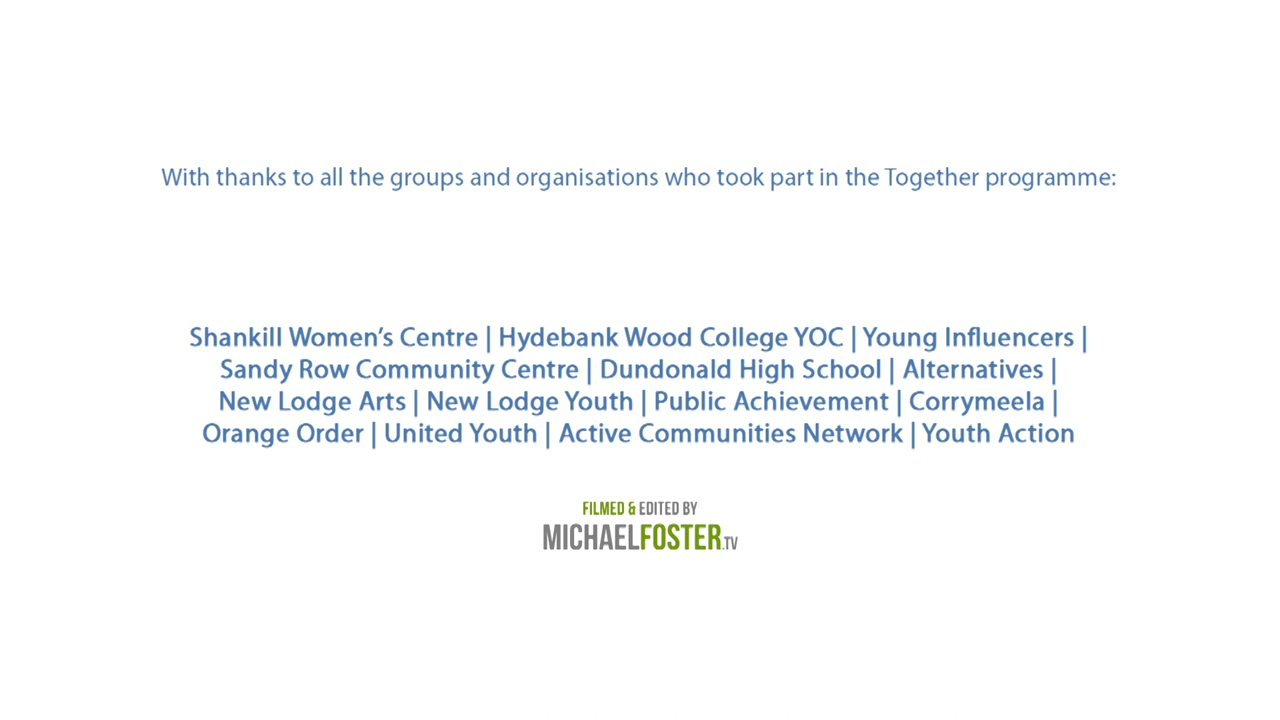 With thanks to all the groups and organisations who took part in the Together programme:
Shankill Women’s Centre | Hydebank Wood College YOC | Young Influencers |
Sandy Row Community Centre | Dundonald High School | Alternatives |
New Lodge Arts | New Lodge Youth | Public Achievement | Corrymeela |
Orange Order | United Youth | Active Communities Network | Youth Action
FILMED & EDITED BY
MICHAELFOSTER.TV